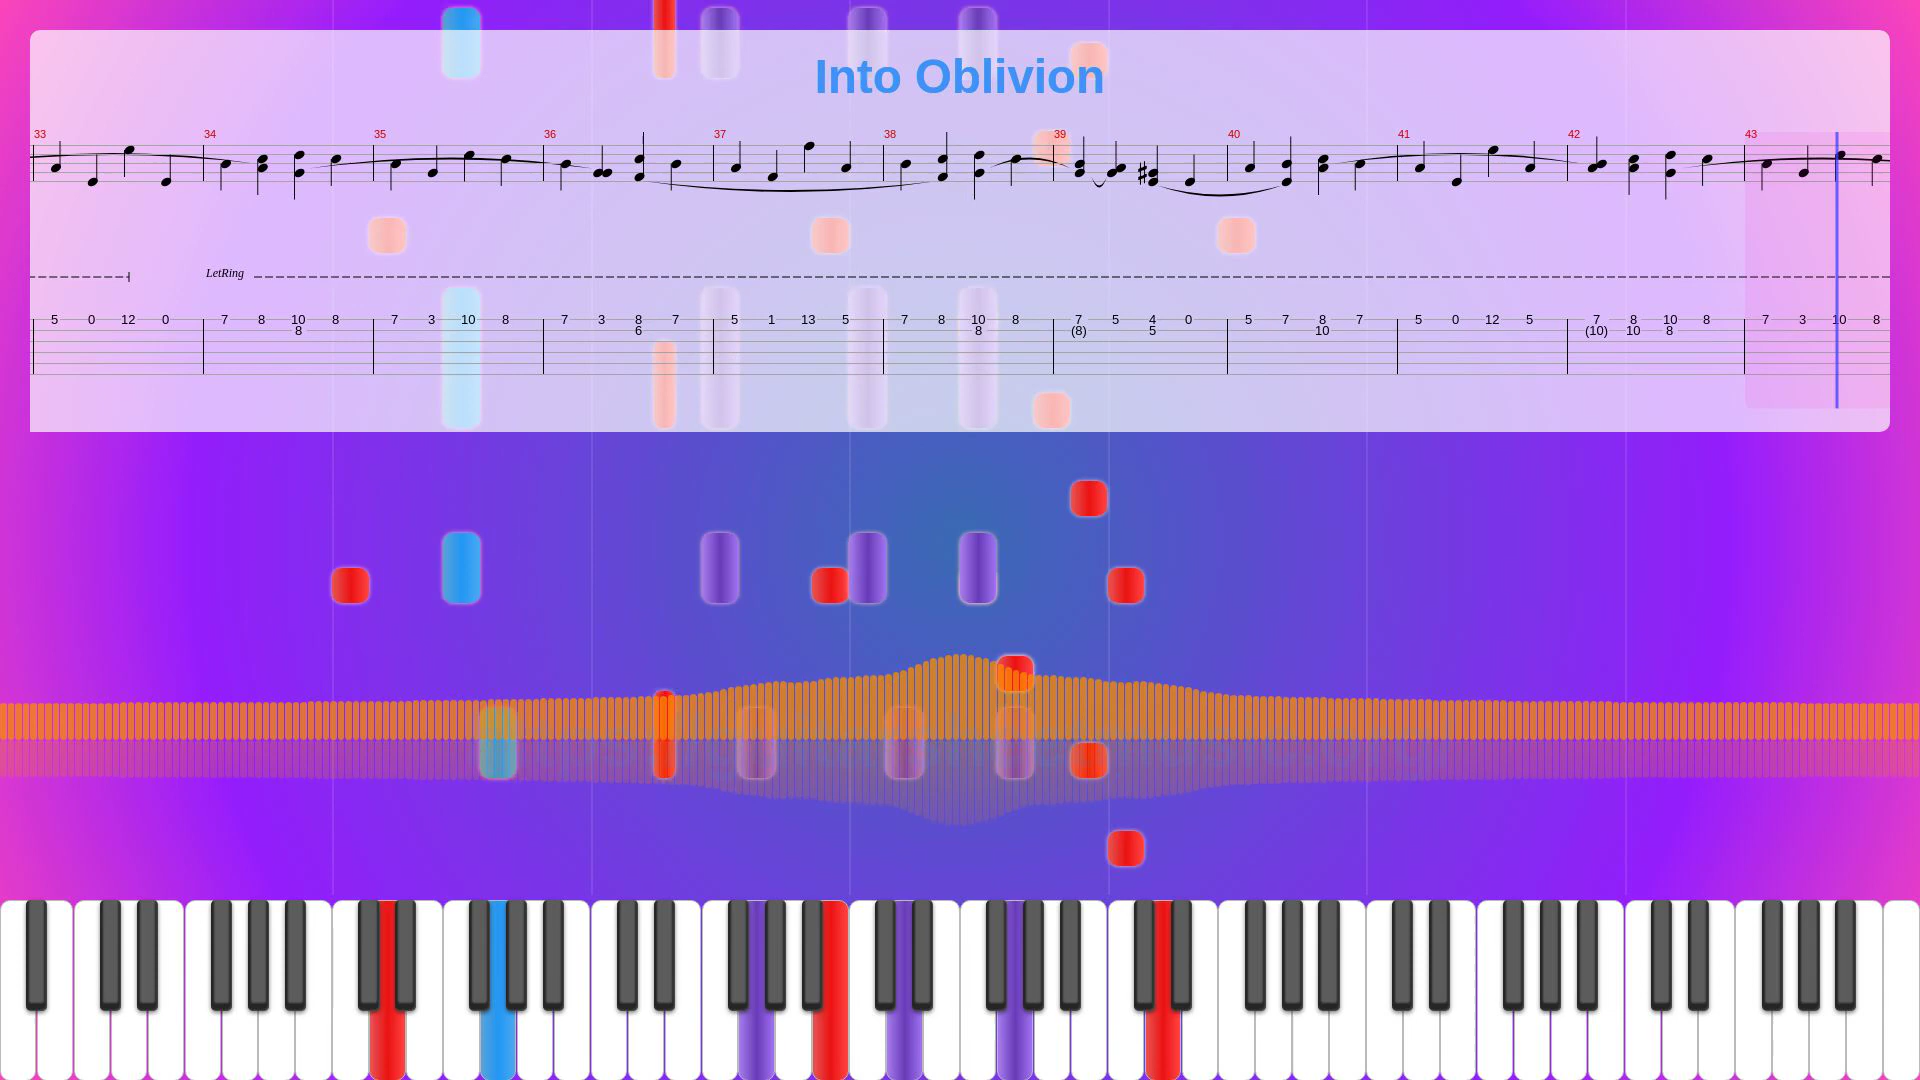 Into Oblivion
33 34 35 36 37 38 39 40 41 42 43
LetRing
5 0 12 0 7 8 10 8 7 3 10 8 7 3 8 7 5 1 13 5 7 8 10 8 7 5 4 0 5 7 8 7 5 0 12 5 7 8 10 8 7 3 10 8
8 6 8 (8) 5 10 (10) 10 8